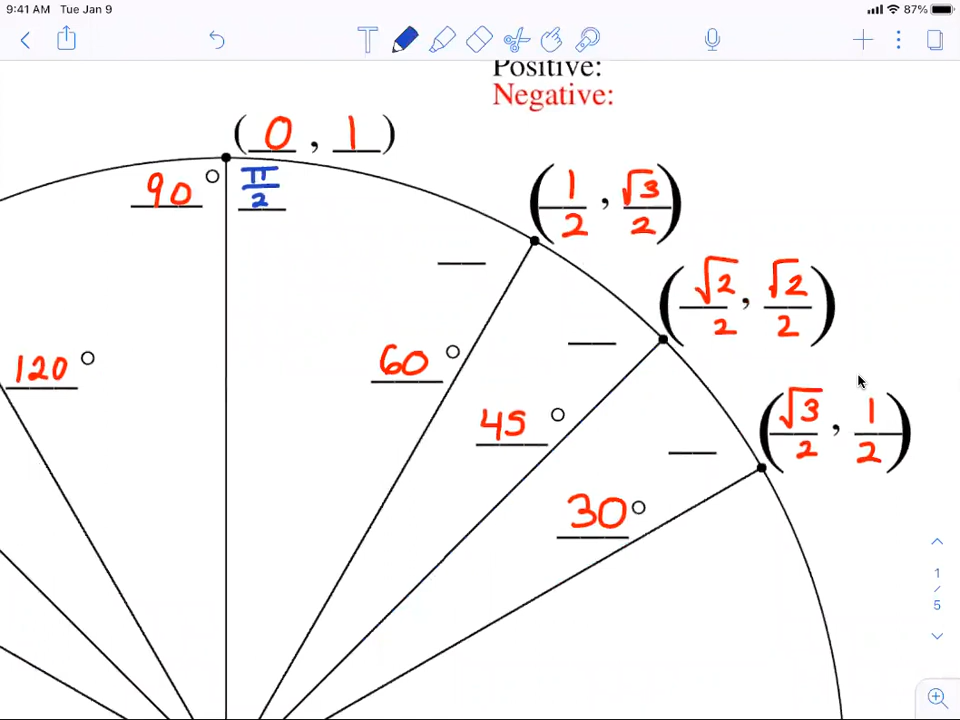 9:41 AM Tue Jan 9 87%
T
Positive:
Negative:
(0, 1)
90° π/2
(1/2, √3/2)
(√2/2, √2/2)
120° 60°
(√3/2, 1/2)
45°
30°
1
/
5